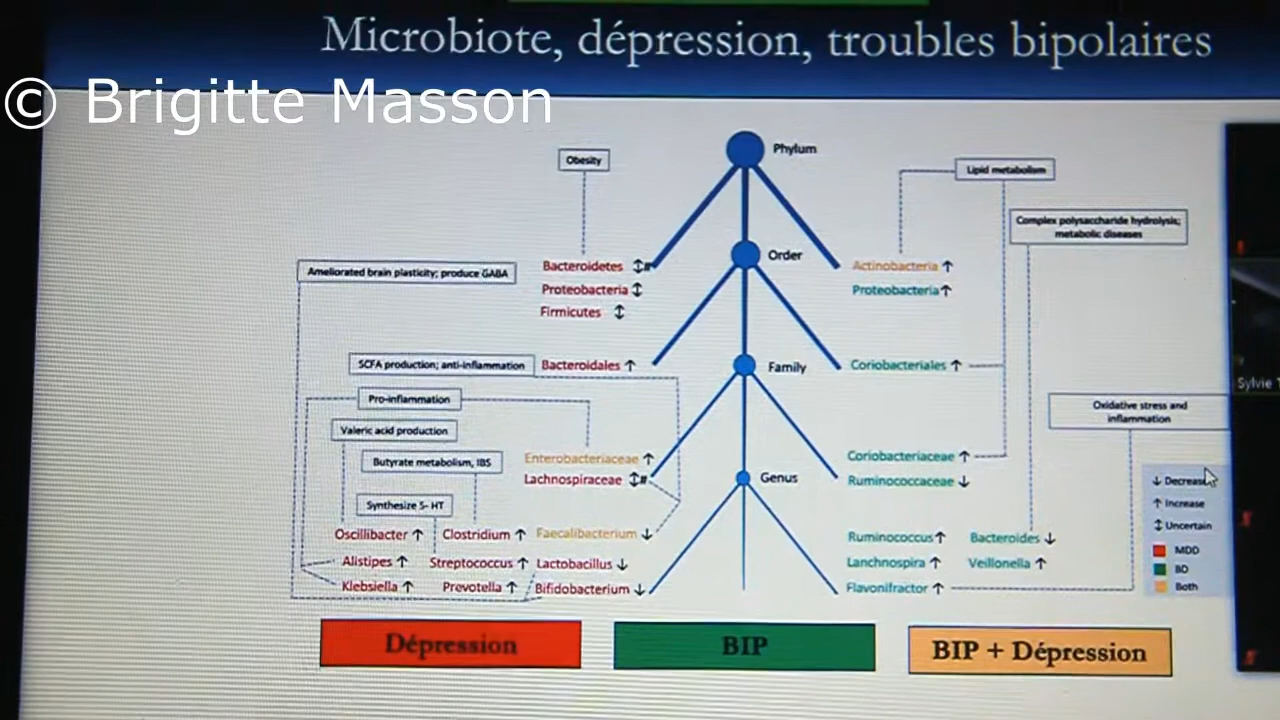 Microbiote, dépression, troubles bipolaires
© Brigitte Masson
Phylum
Obesity
Lipid metabolism
Complex polysaccharide hydrolysis;
metabolic diseases
Order
Ameliorated brain plasticity; produce GABA
Bacteroidetes ↕#
Actinobacteria ↑
Proteobacteria ↕
Proteobacteria ↑
Firmicutes ↕
SCFA production; anti-inflammation
Bacteroidales ↑
Family
Coriobacteriales ↑
Pro-inflammation
Oxidative stress and
inflammation
Valeric acid production
Butyrate metabolism, IBS
Enterobacteriaceae ↑
Coriobacteriaceae ↑
Lachnospiraceae ↕#
Genus
Ruminococcaceae ↓
Synthesize 5- HT
Oscillibacter ↑ Clostridium ↑ Faecalibacterium ↓
Ruminococcus ↑ Bacteroides ↓
Alistipes ↑ Streptococcus ↑ Lactobacillus ↓
Lanchnospira ↑ Veillonella ↑
Klebsiella ↑ Prevotella ↑ Bifidobacterium ↓
Flavonifractor ↑
↓ Decrease
↑ Increase
↕ Uncertain
MDD
BD
Both
Sylvie
Dépression
BIP
BIP + Dépression